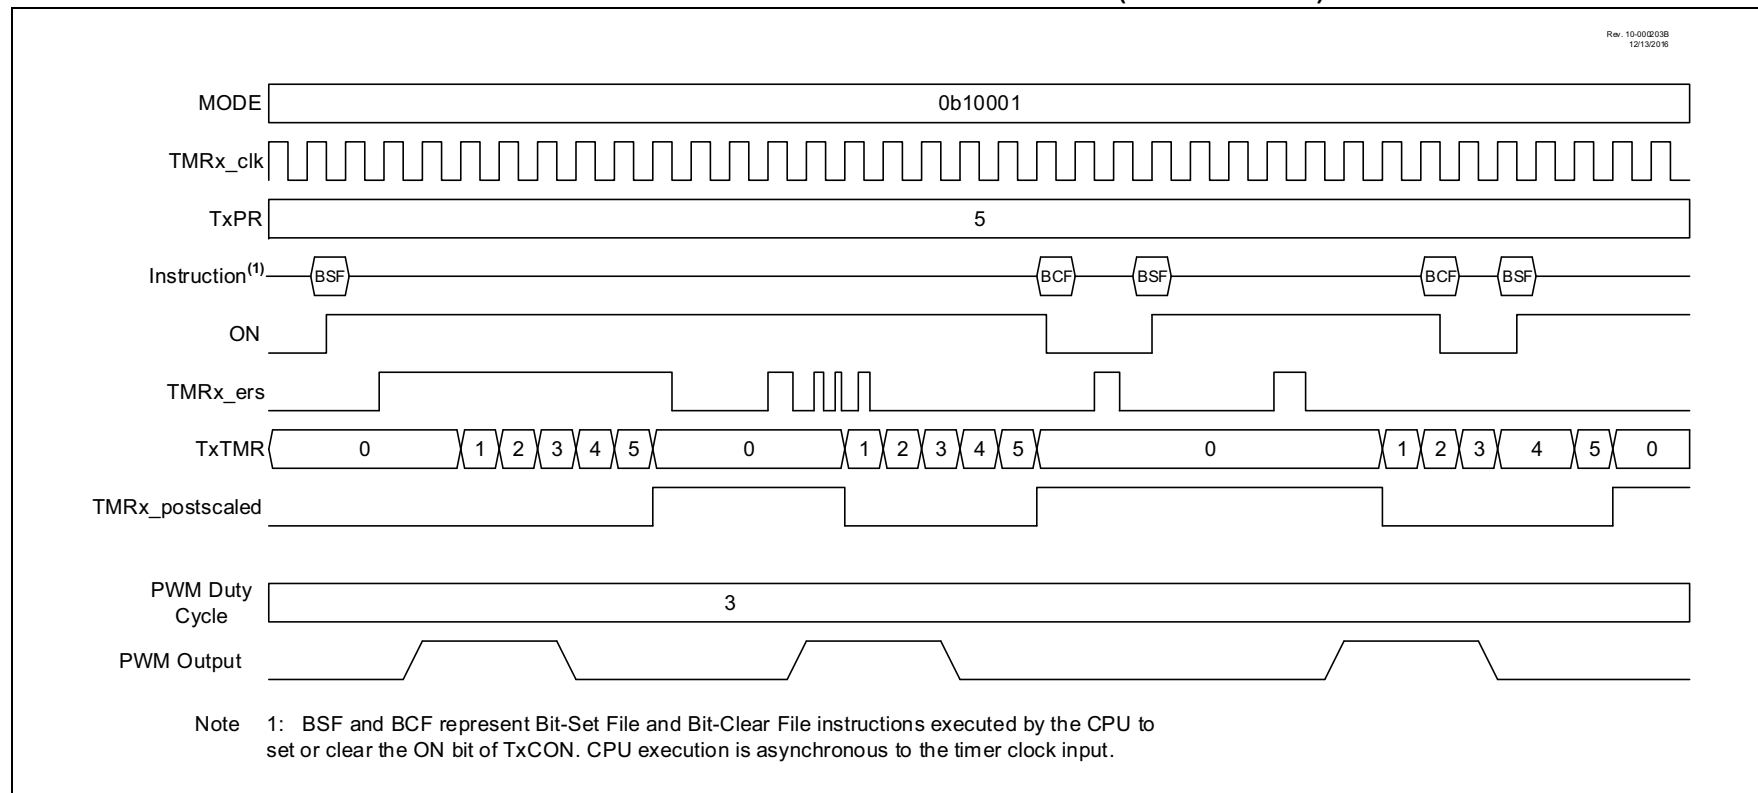 Rev. 10-000203B
12/13/2016
MODE 0b10001
TMRx_clk
TxPR 5
Instruction(1) BSF BCF BSF BCF BSF
ON
TMRx_ers
TxTMR 0 1 2 3 4 5 0 1 2 3 4 5 0 1 2 3 4 5 0
TMRx_postscaled
PWM Duty
Cycle 3
PWM Output
Note 1: BSF and BCF represent Bit-Set File and Bit-Clear File instructions executed by the CPU to
set or clear the ON bit of TxCON. CPU execution is asynchronous to the timer clock input.